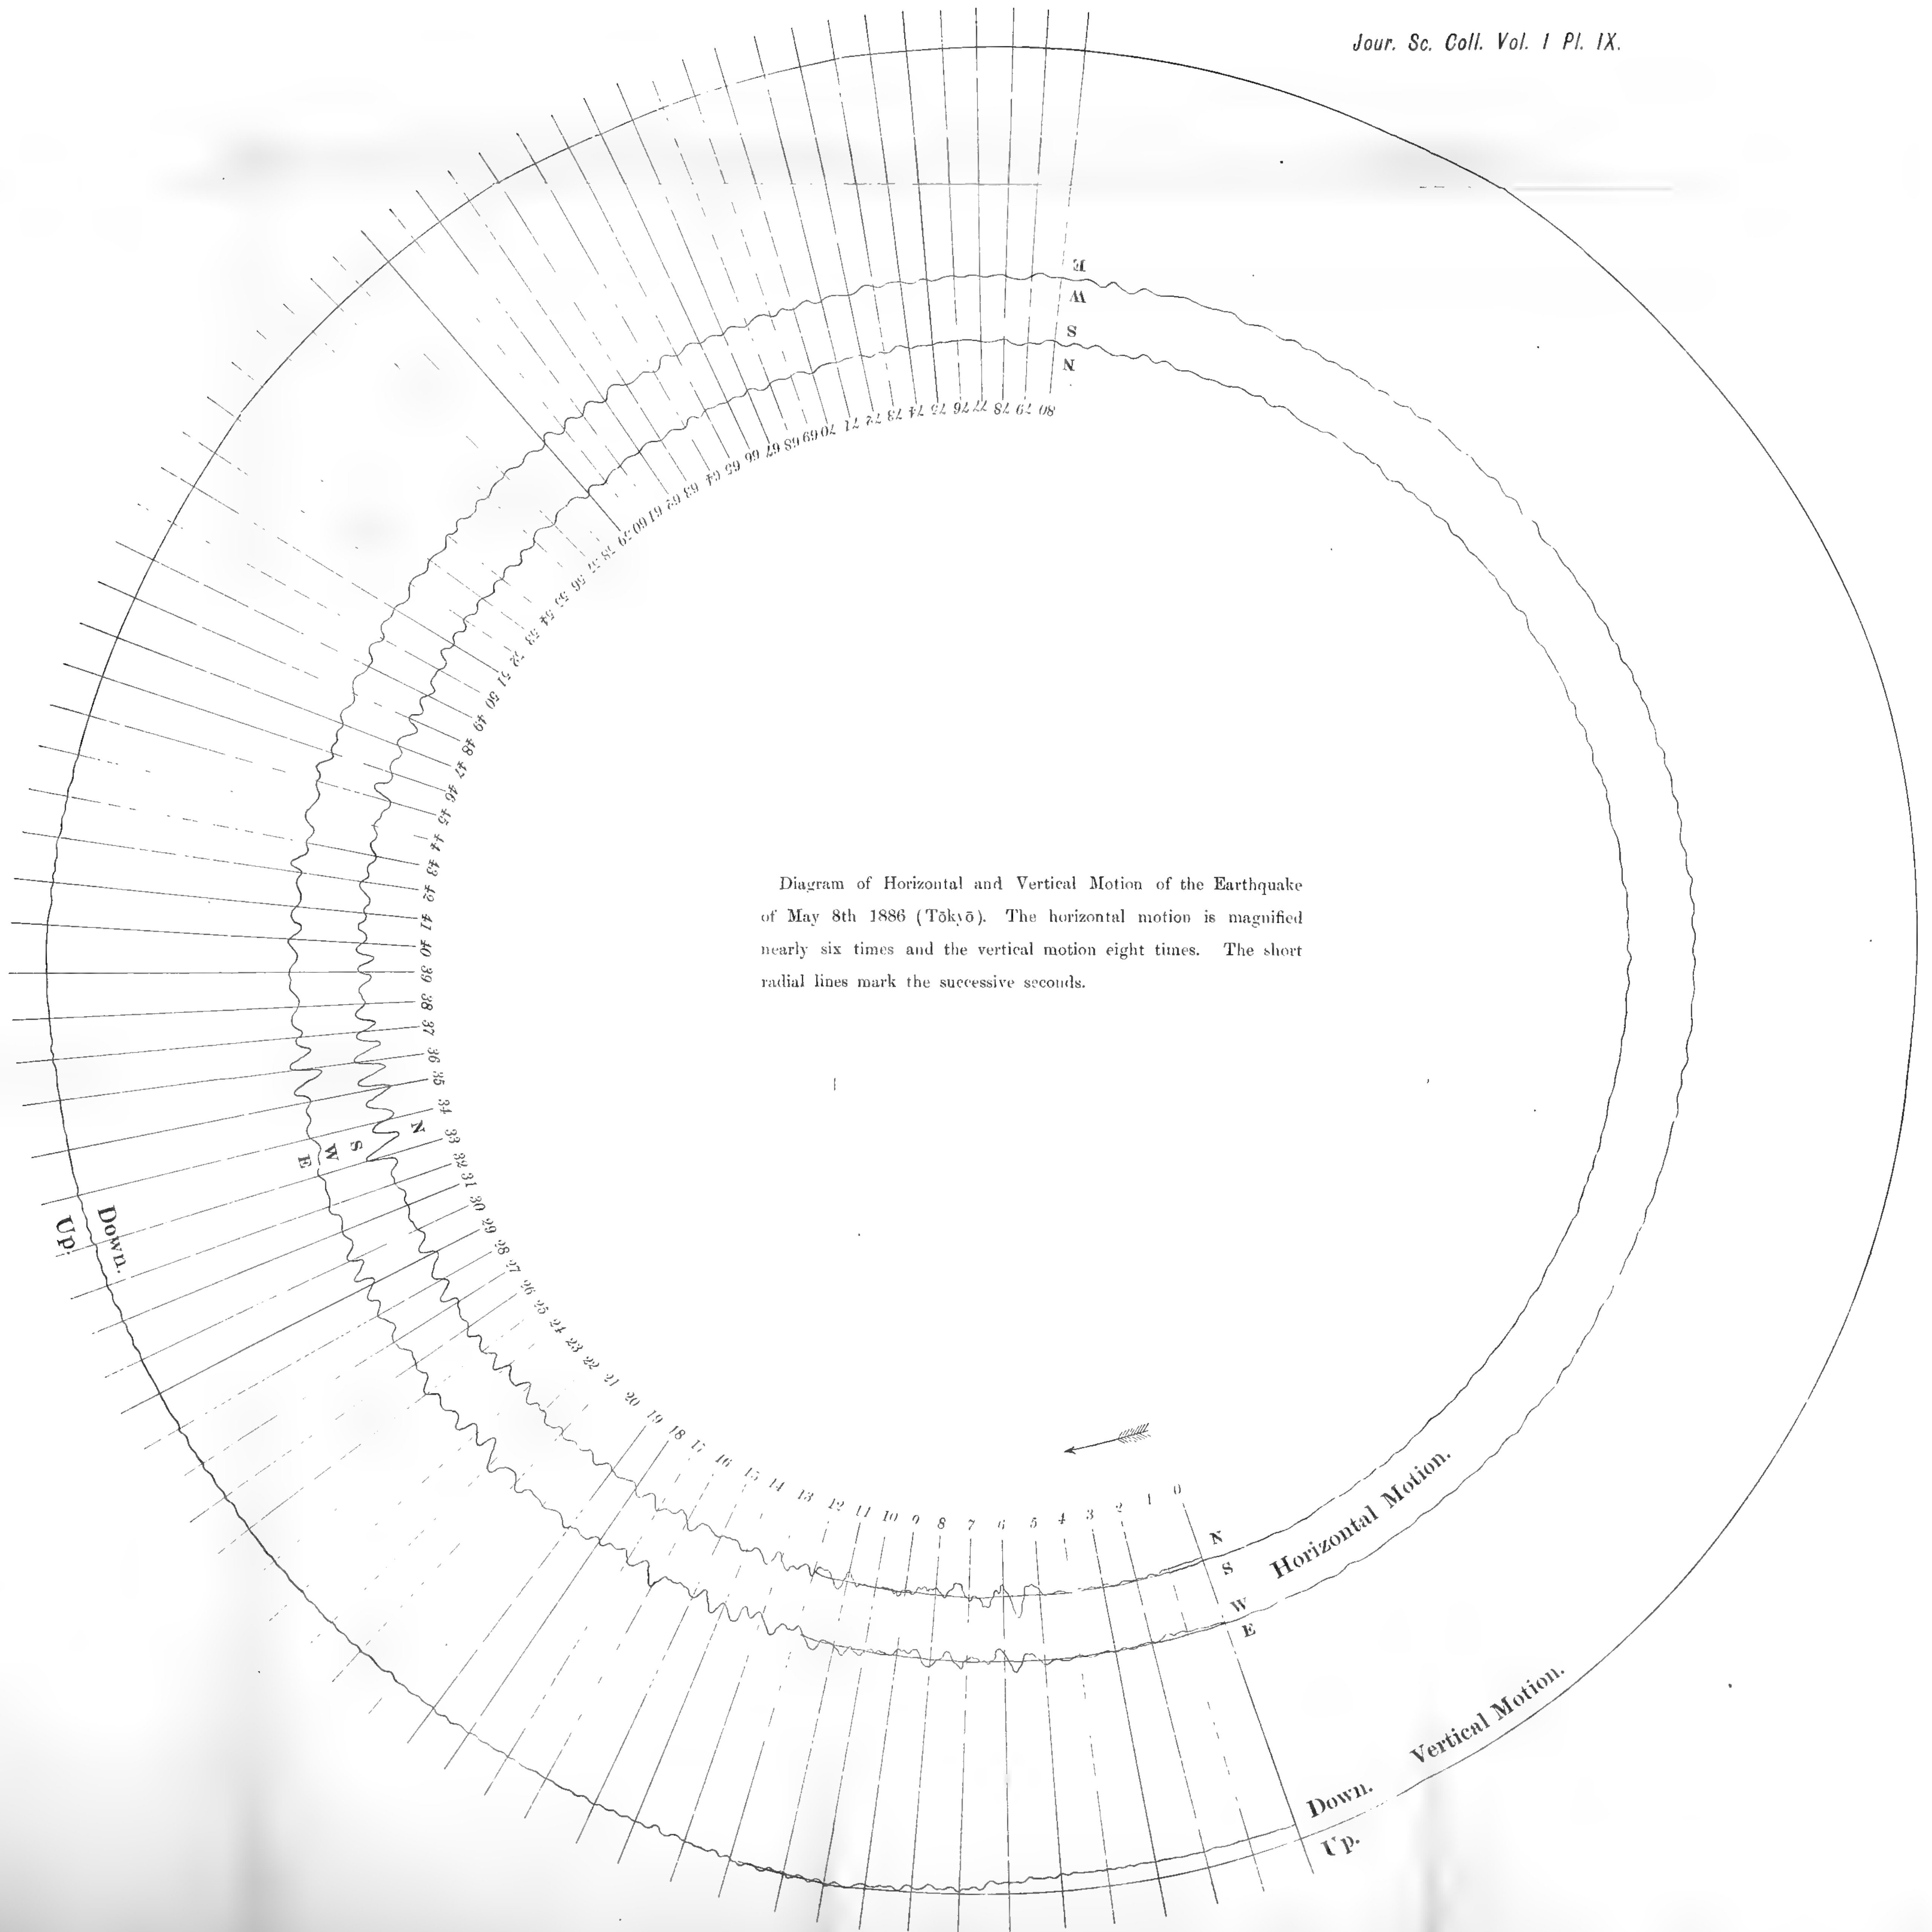 Jour. Sc. Coll. Vol. I Pl. IX.
E
W
S
N
80 79 78 77 76 75 74 73 72 71 70 69 68 67 66 65 64 63 62 61 60 59 58 57 56 55 54 53 52 51 50 49 48 47 46 45 44 43 42 41 40 39 38 37 36 35 34 33 32 31 30 29 28 27 26 25 24 23 22 21 20 19 18 17 16 15 14 13 12 11 10 9 8 7 6 5 4 3 2 1 0
Diagram of Horizontal and Vertical Motion of the Earthquake
of May 8th 1886 (Tōkyō). The horizontal motion is magnified
nearly six times and the vertical motion eight times. The short
radial lines mark the successive seconds.
N
S
W
E
Down.
Up.
N
S
W
E
Horizontal Motion.
Vertical Motion.
Down.
Up.